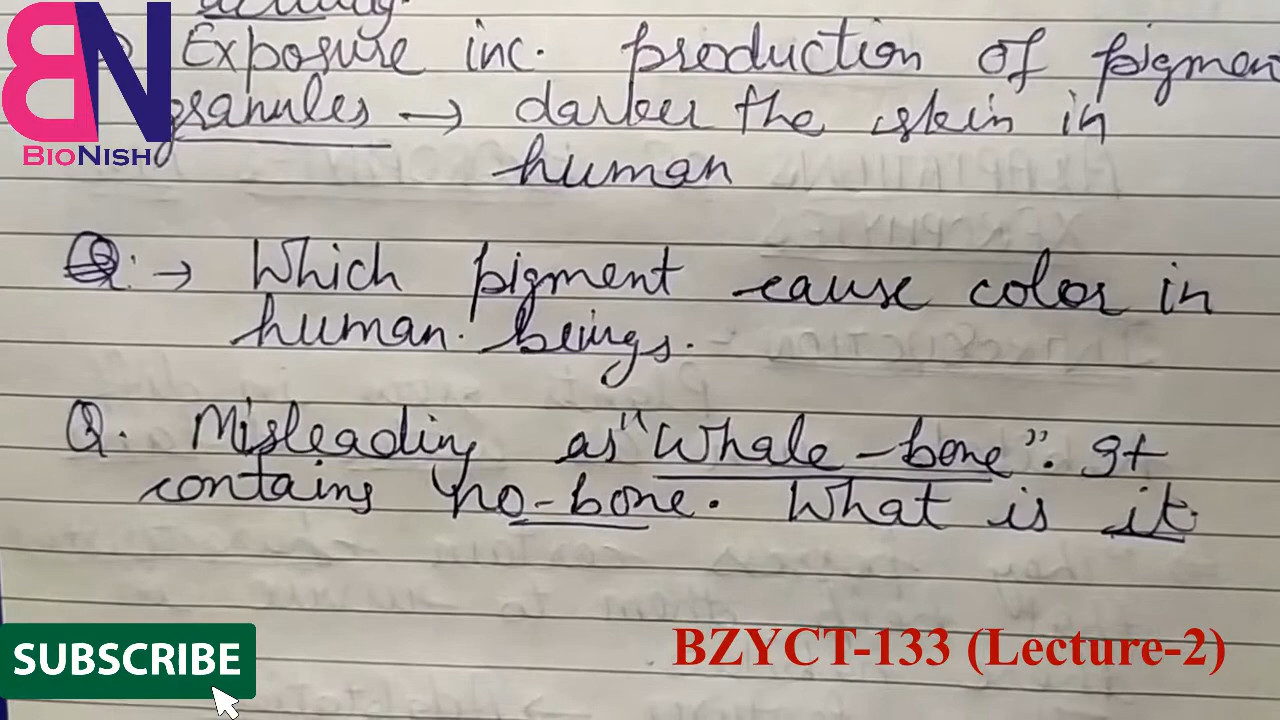 BN
BIONISH
Exposure inc. production of pigmen
granules → darker the skin in
human
Q. → Which pigment cause color in
human. beings.
Q. Misleading as "Whale-bone". It
contains no-bone. What is it.
SUBSCRIBE
BZYCT-133 (Lecture-2)